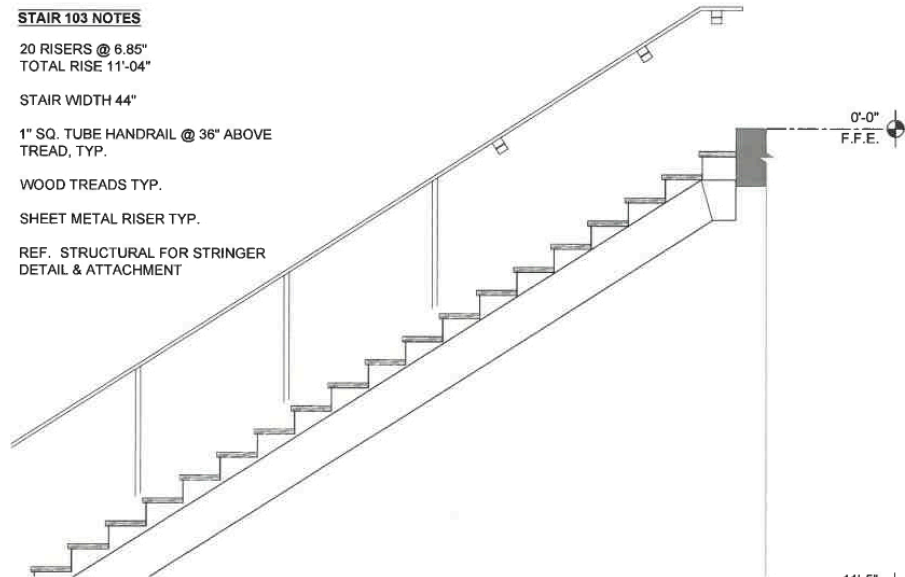 STAIR 103 NOTES
20 RISERS @ 6.85"
TOTAL RISE 11'-04"
STAIR WIDTH 44"
1" SQ. TUBE HANDRAIL @ 36" ABOVE
TREAD, TYP.
WOOD TREADS TYP.
SHEET METAL RISER TYP.
REF. STRUCTURAL FOR STRINGER
DETAIL & ATTACHMENT
0'-0"
F.F.E.